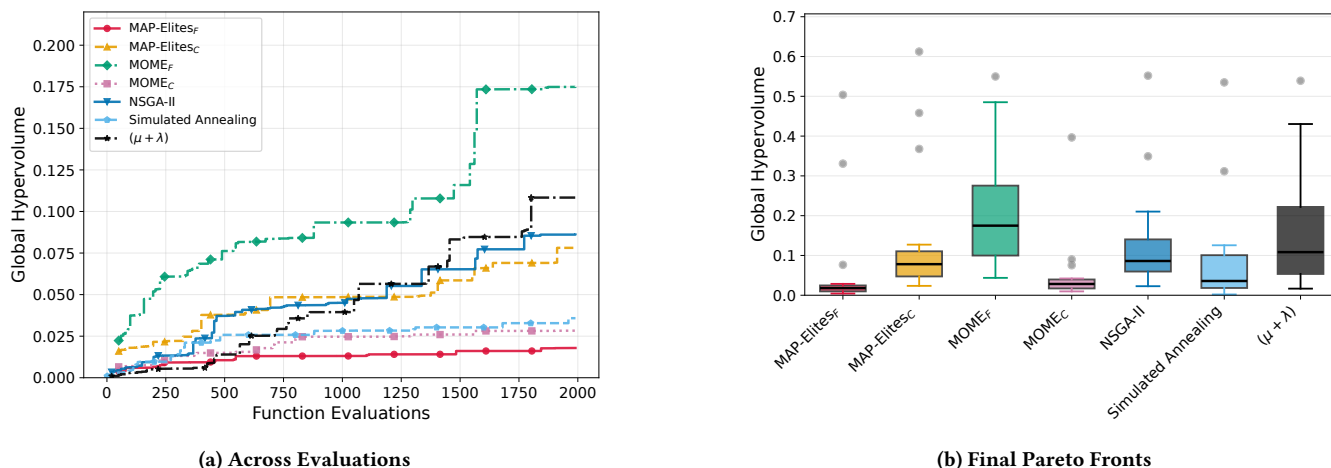 0.200
0.175
0.150
0.125
0.100
0.075
0.050
0.025
0.000
Global Hypervolume
MAP-Elites_F
MAP-Elites_C
MOME_F
MOME_C
NSGA-II
Simulated Annealing
(μ + λ)
0 250 500 750 1000 1250 1500 1750 2000
Function Evaluations
(a) Across Evaluations
0.7
0.6
0.5
0.4
0.3
0.2
0.1
0.0
Global Hypervolume
MAP-Elites_F
MAP-Elites_C
MOME_F
MOME_C
NSGA-II
Simulated Annealing
(μ + λ)
(b) Final Pareto Fronts